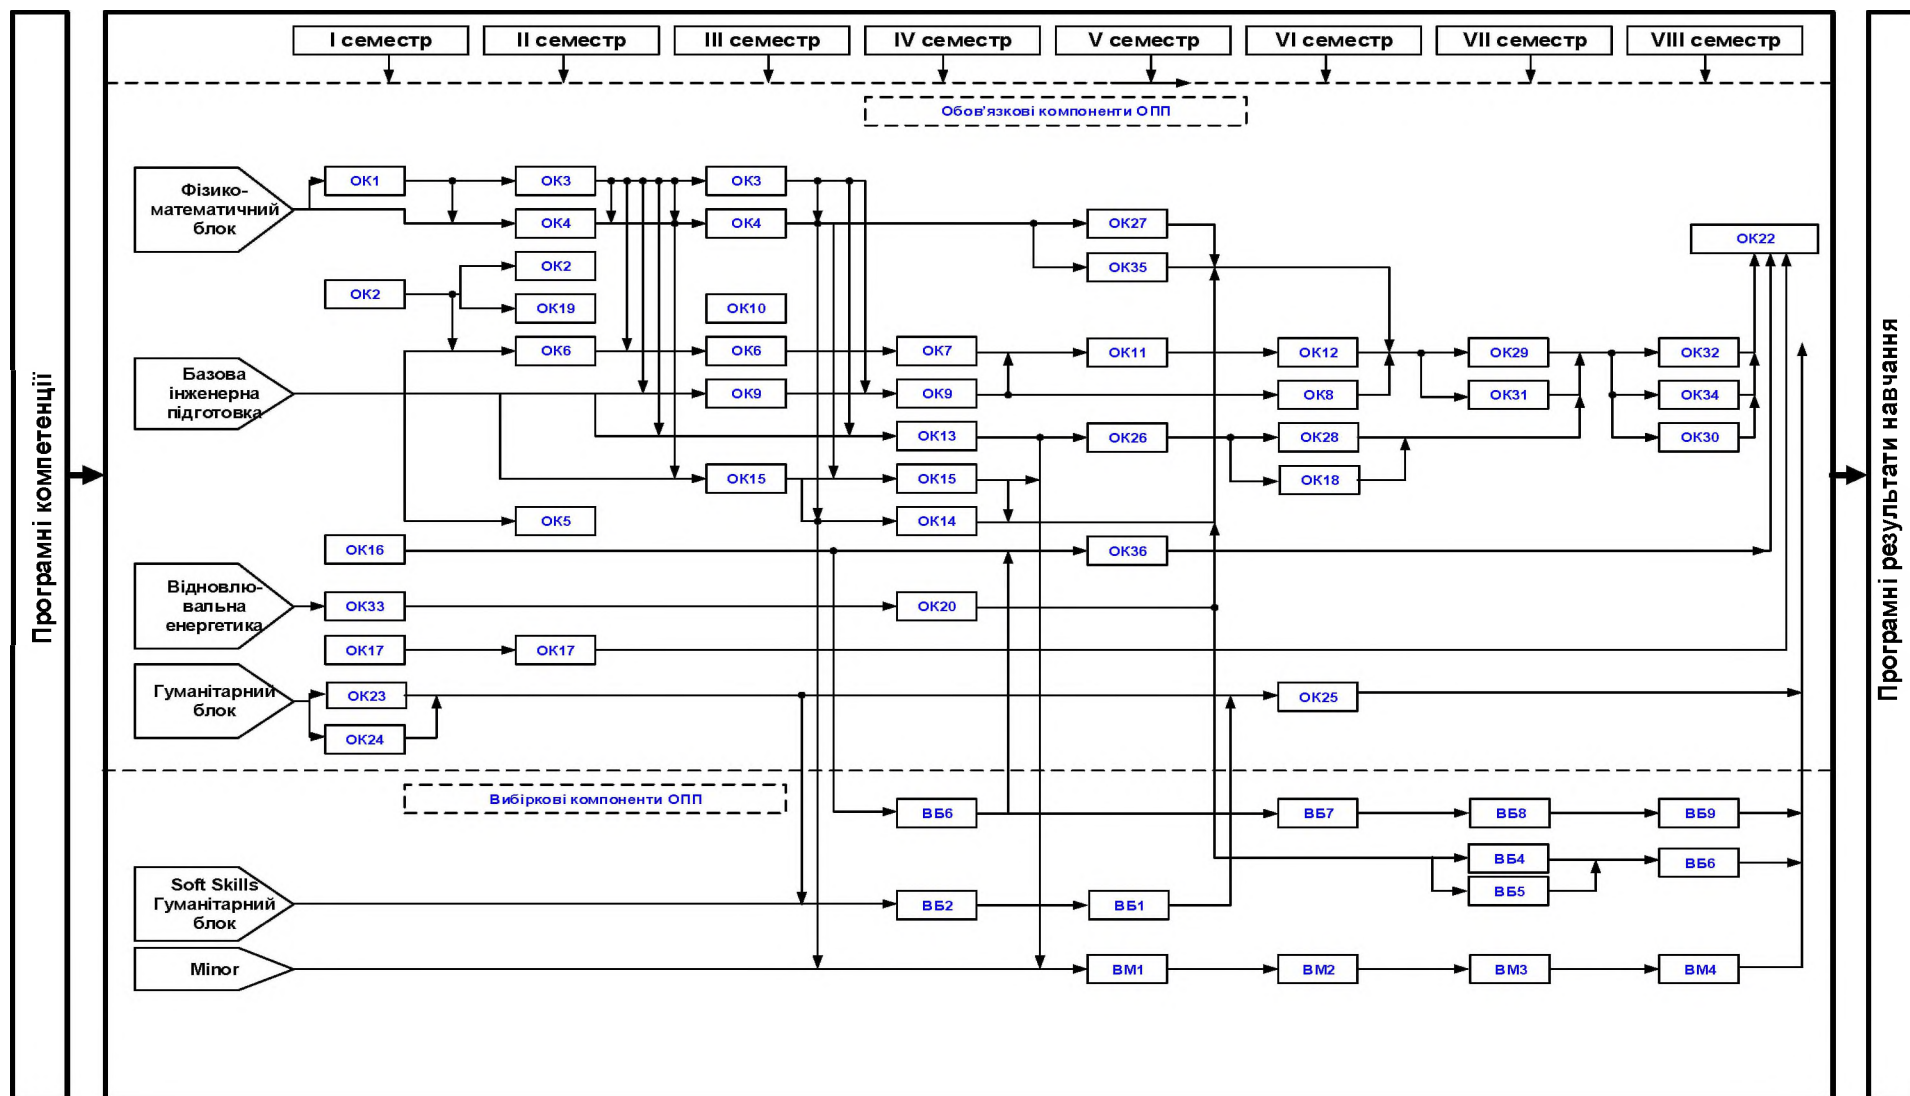 Програмні компетенції
I семестр
II семестр
III семестр
IV семестр
V семестр
VI семестр
VII семестр
VIII семестр
Обов'язкові компоненти ОПП
Фізико-
математичний
блок
ОК1
ОК3
ОК3
ОК4
ОК4
ОК27
ОК22
ОК2
ОК35
ОК2
ОК19
ОК10
Базова
інженерна
підготовка
ОК6
ОК6
ОК7
ОК11
ОК12
ОК29
ОК32
ОК9
ОК9
ОК8
ОК31
ОК34
ОК13
ОК26
ОК28
ОК30
ОК15
ОК15
ОК18
ОК5
ОК14
ОК16
ОК36
Відновлю-
вальна
енергетика
ОК33
ОК20
ОК17
ОК17
Гуманітарний
блок
ОК23
ОК25
ОК24
Вибіркові компоненти ОПП
ВБ6
ВБ7
ВБ8
ВБ9
ВБ4
ВБ6
ВБ5
Soft Skills
Гуманітарний
блок
ВБ2
ВБ1
Minor
ВМ1
ВМ2
ВМ3
ВМ4
Програмні результати навчання